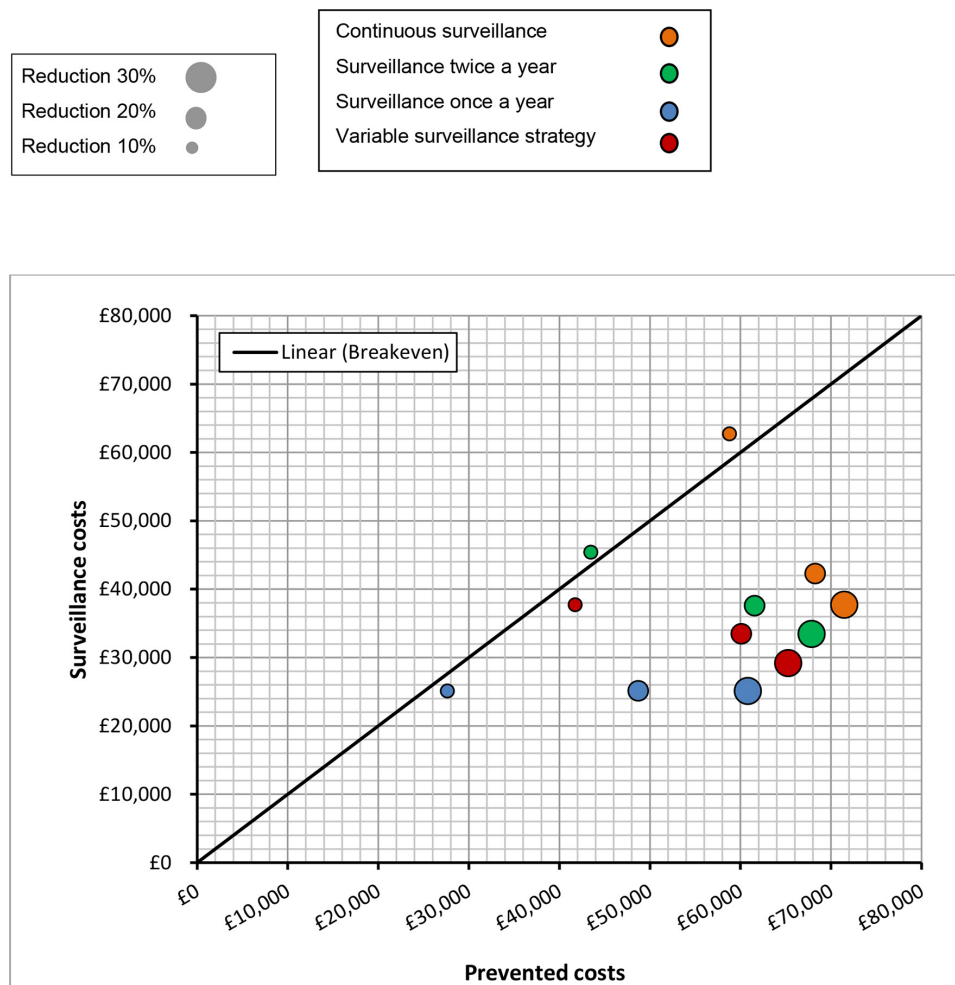 Continuous surveillance
Surveillance twice a year
Surveillance once a year
Variable surveillance strategy
Reduction 30%
Reduction 20%
Reduction 10%
Linear (Breakeven)
£80,000
£70,000
£60,000
£50,000
£40,000
£30,000
£20,000
£10,000
£0
Surveillance costs
£0
£10,000
£20,000
£30,000
£40,000
£50,000
£60,000
£70,000
£80,000
Prevented costs